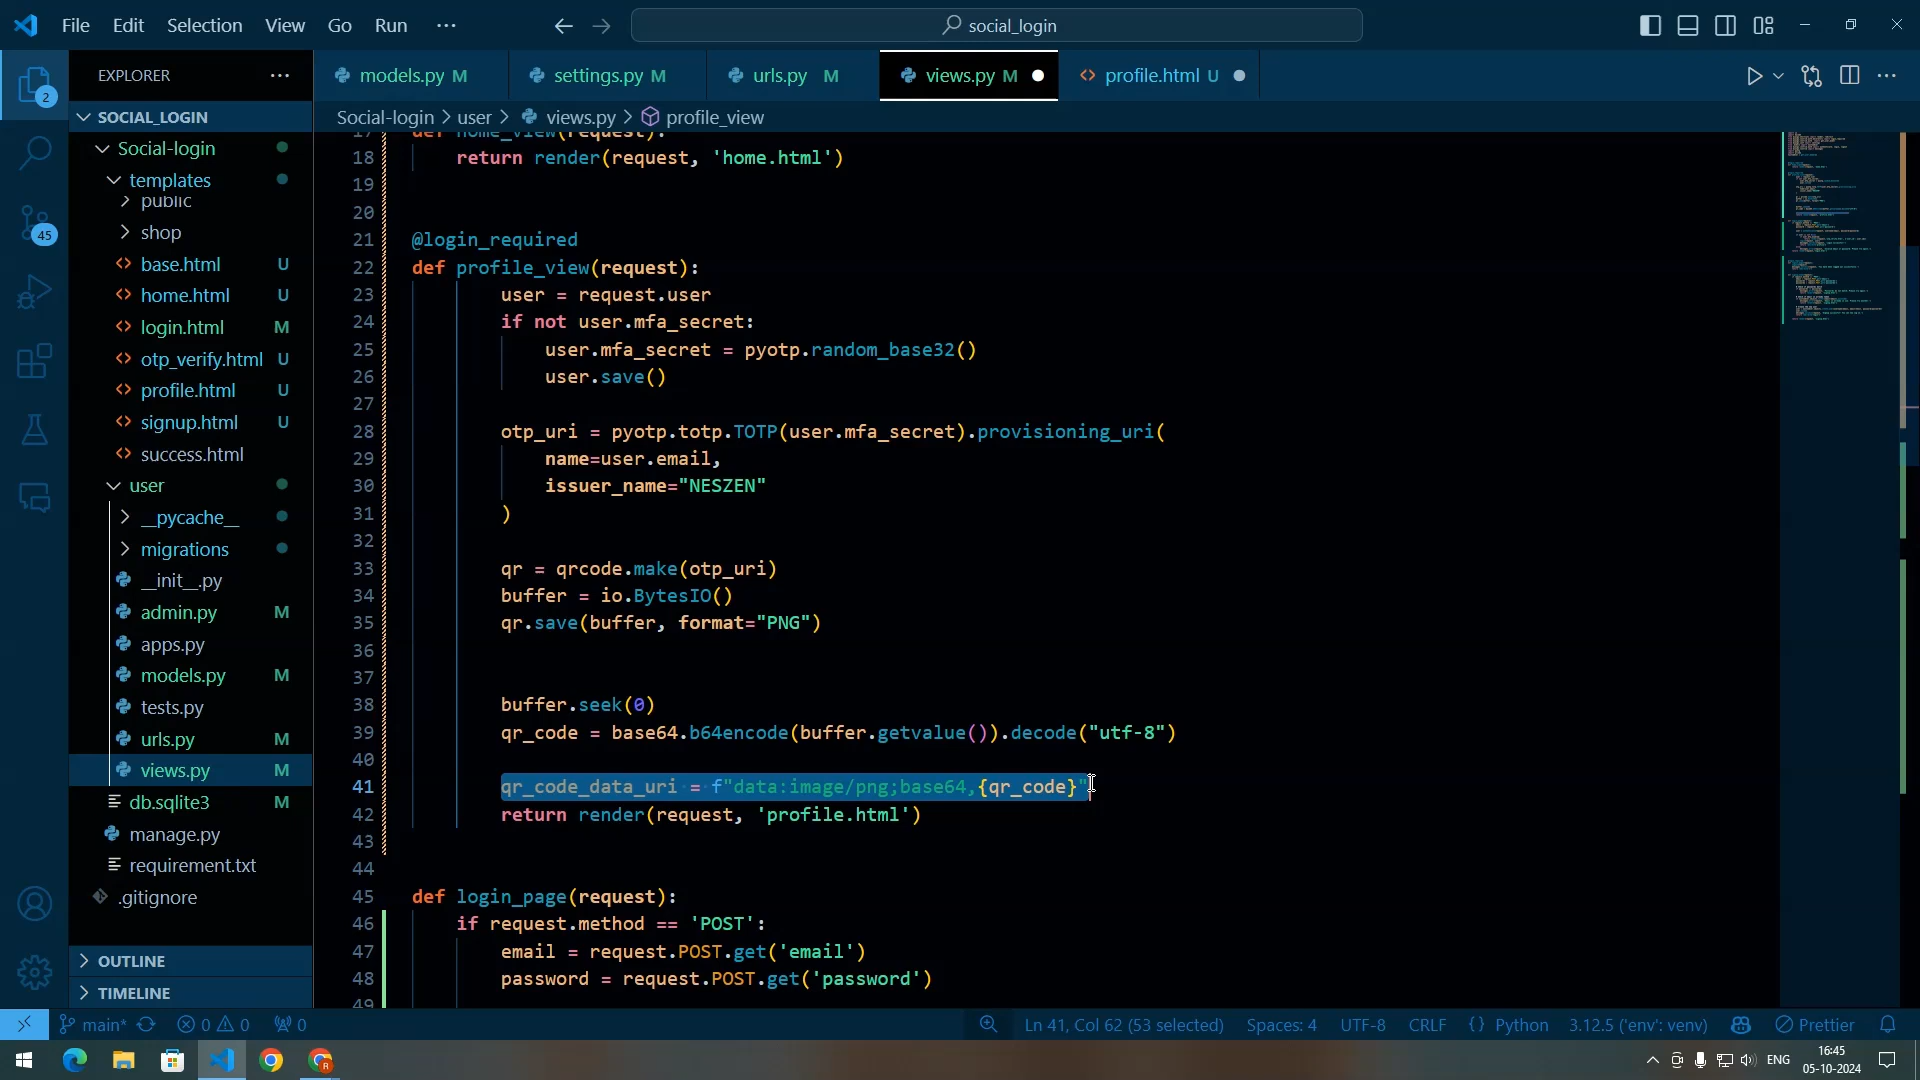 File Edit Selection View Go Run ··· social_login
EXPLORER ···
models.py M settings.py M urls.py M views.py M profile.html U
SOCIAL_LOGIN
Social-login > user > views.py > profile_view
Social-login
templates
public
shop
base.html U
home.html U
login.html M
otp_verify.html U
profile.html U
signup.html U
success.html
user
__pycache__
migrations
__init__.py
admin.py M
apps.py
models.py M
tests.py
urls.py M
views.py M
db.sqlite3
manage.py
requirement.txt
.gitignore
OUTLINE
TIMELINE
2
45
17 def home_view(request):
18 return render(request, 'home.html')
19
20
21 @login_required
22 def profile_view(request):
23 user = request.user
24 if not user.mfa_secret:
25 user.mfa_secret = pyotp.random_base32()
26 user.save()
27
28 otp_uri = pyotp.totp.TOTP(user.mfa_secret).provisioning_uri(
29 name=user.email,
30 issuer_name="NESZEN"
31 )
32
33 qr = qrcode.make(otp_uri)
34 buffer = io.BytesIO()
35 qr.save(buffer, format="PNG")
36
37
38 buffer.seek(0)
39 qr_code = base64.b64encode(buffer.getvalue()).decode("utf-8")
40
41 qr_code_data_uri = f"data:image/png;base64,{qr_code}"
42 return render(request, 'profile.html')
43
44
45 def login_page(request):
46 if request.method == 'POST':
47 email = request.POST.get('email')
48 password = request.POST.get('password')
49
main* 0 0 0 Ln 41, Col 62 (53 selected) Spaces: 4 UTF-8 CRLF {} Python 3.12.5 ('env': venv) Prettier
ENG 16:45
05-10-2024